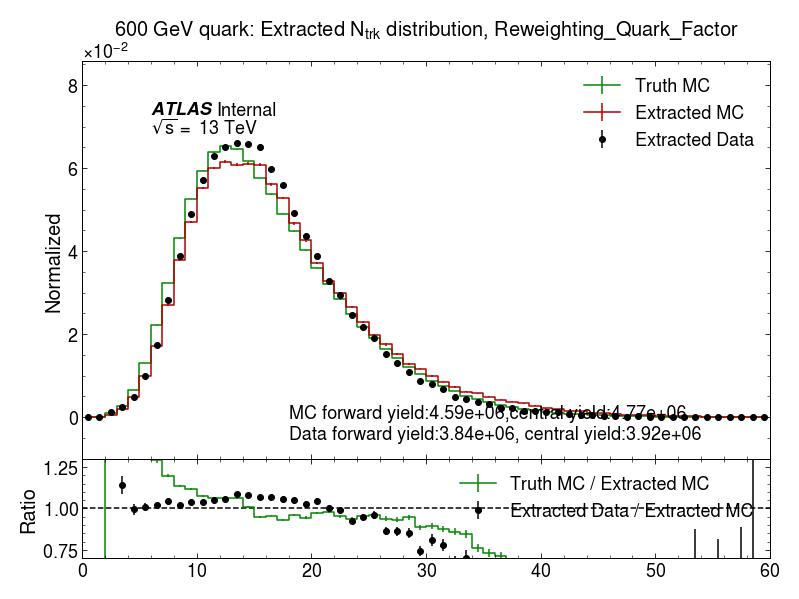 600 GeV quark: Extracted Ntrk distribution, Reweighting_Quark_Factor
×10−2
ATLAS Internal
√s = 13 TeV
Truth MC
Extracted MC
Extracted Data
Normalized
8
6
4
2
0
MC forward yield:4.59e+06,central yield:4.77e+06
Data forward yield:3.84e+06, central yield:3.92e+06
Ratio
1.25
1.00
0.75
Truth MC / Extracted MC
Extracted Data / Extracted MC
0 10 20 30 40 50 60